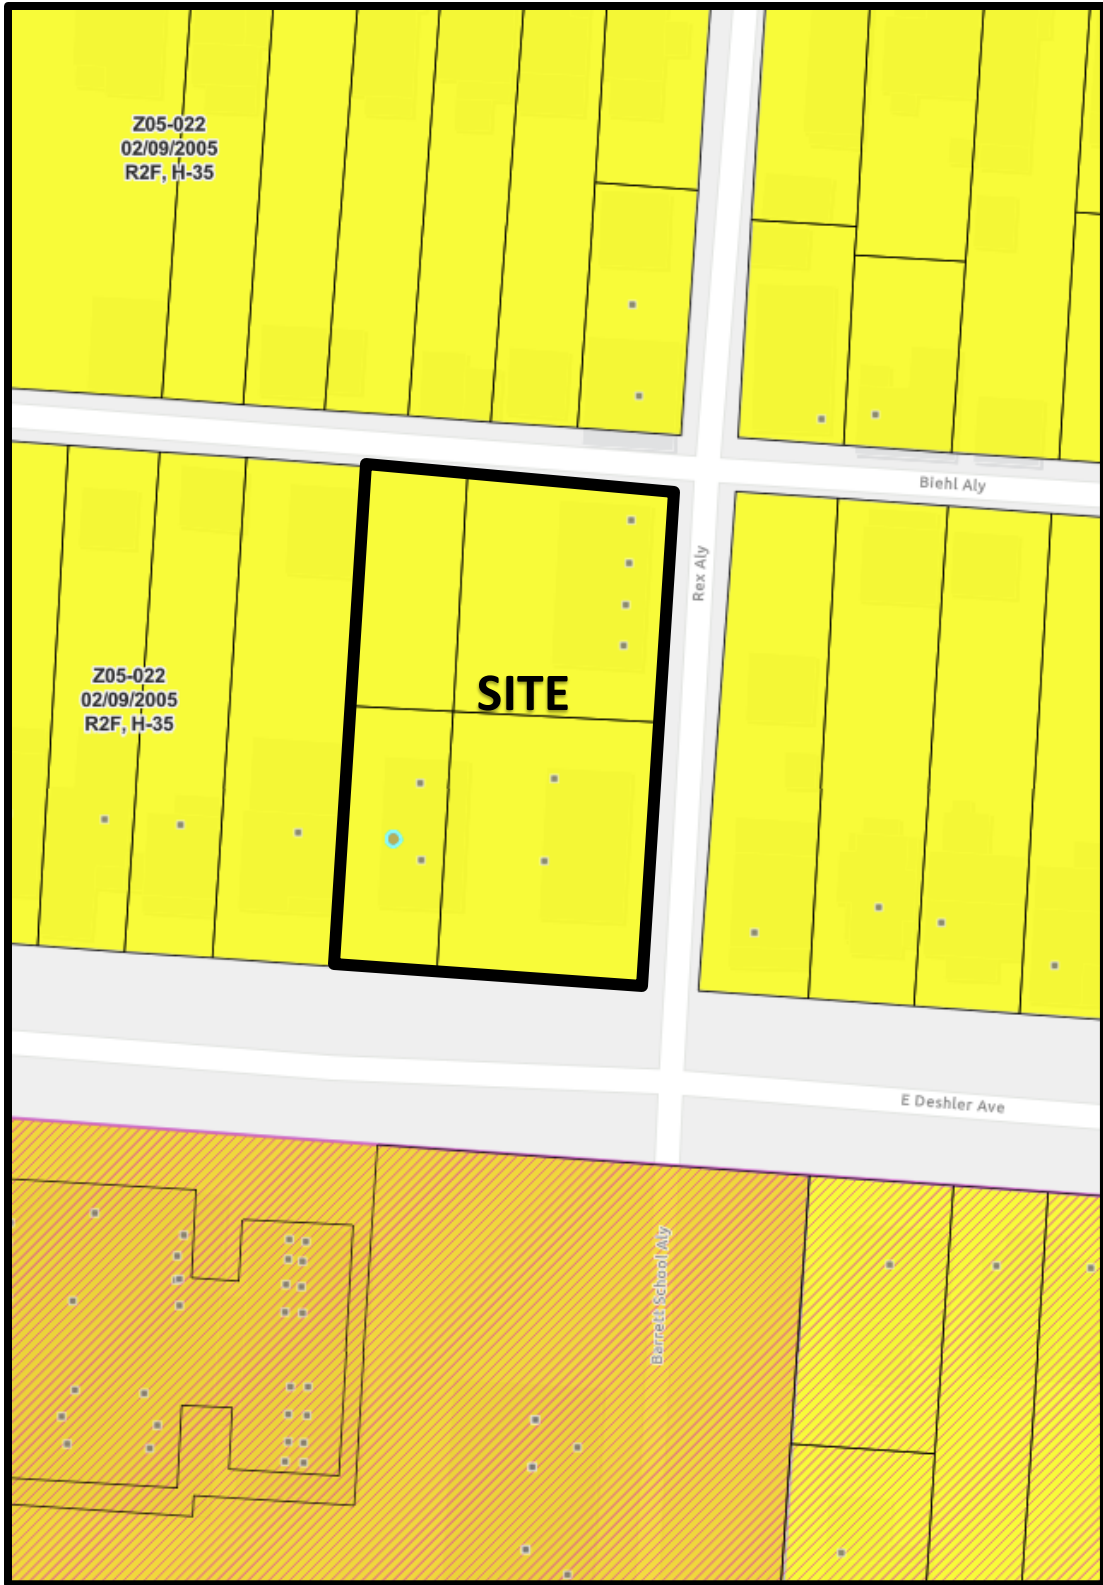 Z05-022
02/09/2005
R2F, H-35
Biehl Aly
Rex Aly
Z05-022
02/09/2005
R2F, H-35
SITE
E Deshler Ave
Barrett School Aly